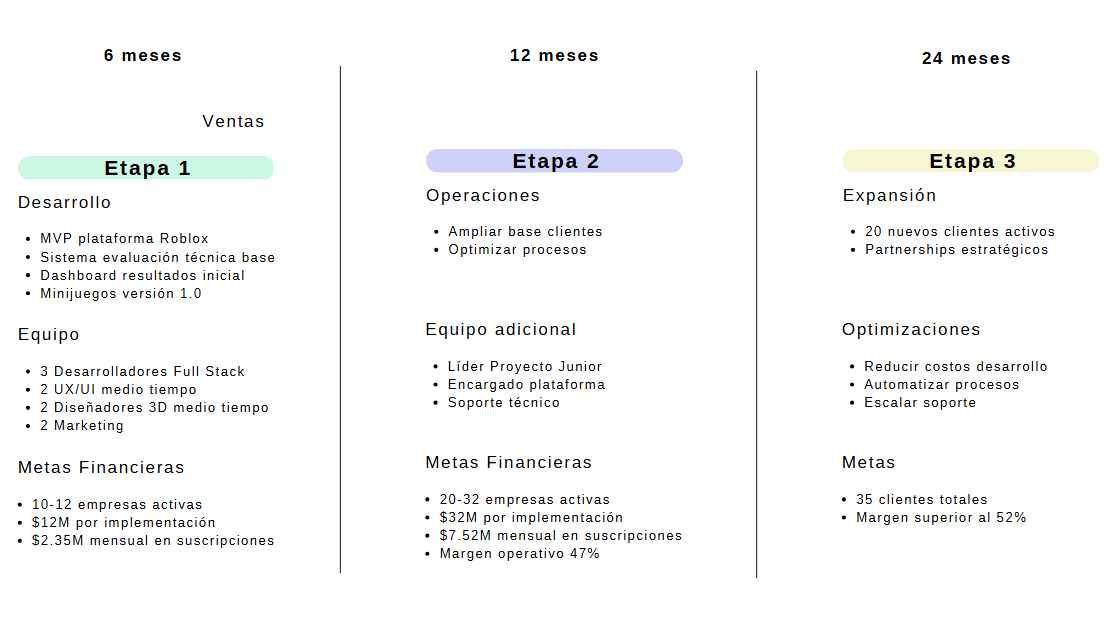 6 meses
Ventas
Etapa 1
Desarrollo
• MVP plataforma Roblox
• Sistema evaluación técnica base
• Dashboard resultados inicial
• Minijuegos versión 1.0
Equipo
• 3 Desarrolladores Full Stack
• 2 UX/UI medio tiempo
• 2 Diseñadores 3D medio tiempo
• 2 Marketing
Metas Financieras
• 10-12 empresas activas
• $12M por implementación
• $2.35M mensual en suscripciones
12 meses
Etapa 2
Operaciones
• Ampliar base clientes
• Optimizar procesos
Equipo adicional
• Líder Proyecto Junior
• Encargado plataforma
• Soporte técnico
Metas Financieras
• 20-32 empresas activas
• $32M por implementación
• $7.52M mensual en suscripciones
• Margen operativo 47%
24 meses
Etapa 3
Expansión
• 20 nuevos clientes activos
• Partnerships estratégicos
Optimizaciones
• Reducir costos desarrollo
• Automatizar procesos
• Escalar soporte
Metas
• 35 clientes totales
• Margen superior al 52%